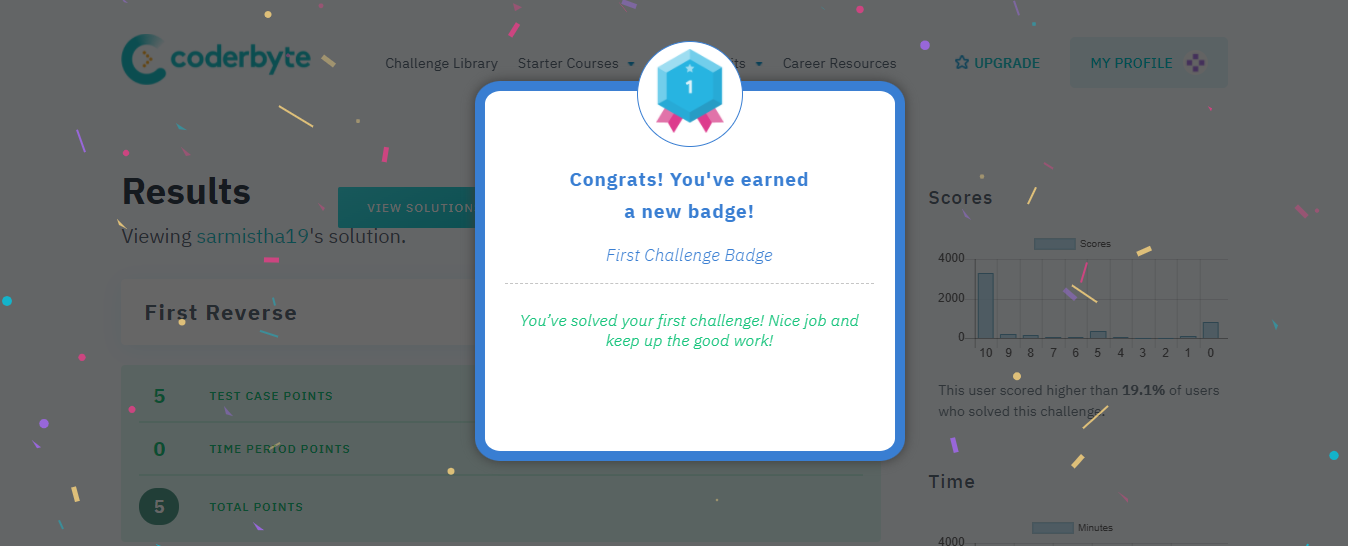 coderbyte
Challenge Library
Starter Courses
its
Career Resources
UPGRADE
MY PROFILE
1
Congrats! You've earned
a new badge!
First Challenge Badge
You've solved your first challenge! Nice job and
keep up the good work!
Results
VIEW SOLUTION
Viewing sarmistha19's solution.
First Reverse
5 TEST CASE POINTS
0 TIME PERIOD POINTS
5 TOTAL POINTS
Scores
Scores
4000
2000
0
10 9 8 7 6 5 4 3 2 1 0
This user scored higher than 19.1% of users
who solved this challenge.
Time
Minutes
4000